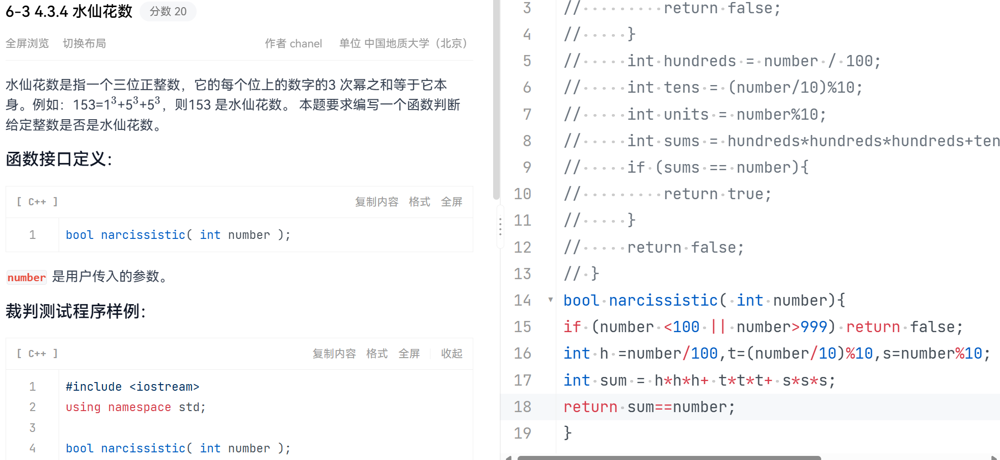 6-3 4.3.4 水仙花数 分数 20
全屏浏览 切换布局 作者 chanel 单位 中国地质大学（北京）
水仙花数是指一个三位正整数，它的每个位上的数字的3 次幂之和等于它本
身。例如：153=1³+5³+5³，则153 是水仙花数。 本题要求编写一个函数判断
给定整数是否是水仙花数。
函数接口定义：
[ C++ ] 复制内容 格式 全屏
1 bool narcissistic( int number );
number 是用户传入的参数。
裁判测试程序样例：
[ C++ ] 复制内容 格式 全屏 收起
1 #include <iostream>
2 using namespace std;
3
4 bool narcissistic( int number );
3 //         return false;
4 //     }
5 //     int hundreds = number / 100;
6 //     int tens = (number/10)%10;
7 //     int units = number%10;
8 //     int sums = hundreds*hundreds*hundreds+ten
9 //     if (sums == number){
10 //         return true;
11 //     }
12 //     return false;
13 // }
14 bool narcissistic( int number){
15 if (number <100 || number>999) return false;
16 int h =number/100,t=(number/10)%10,s=number%10;
17 int sum = h*h*h+ t*t*t+ s*s*s;
18 return sum==number;
19 }